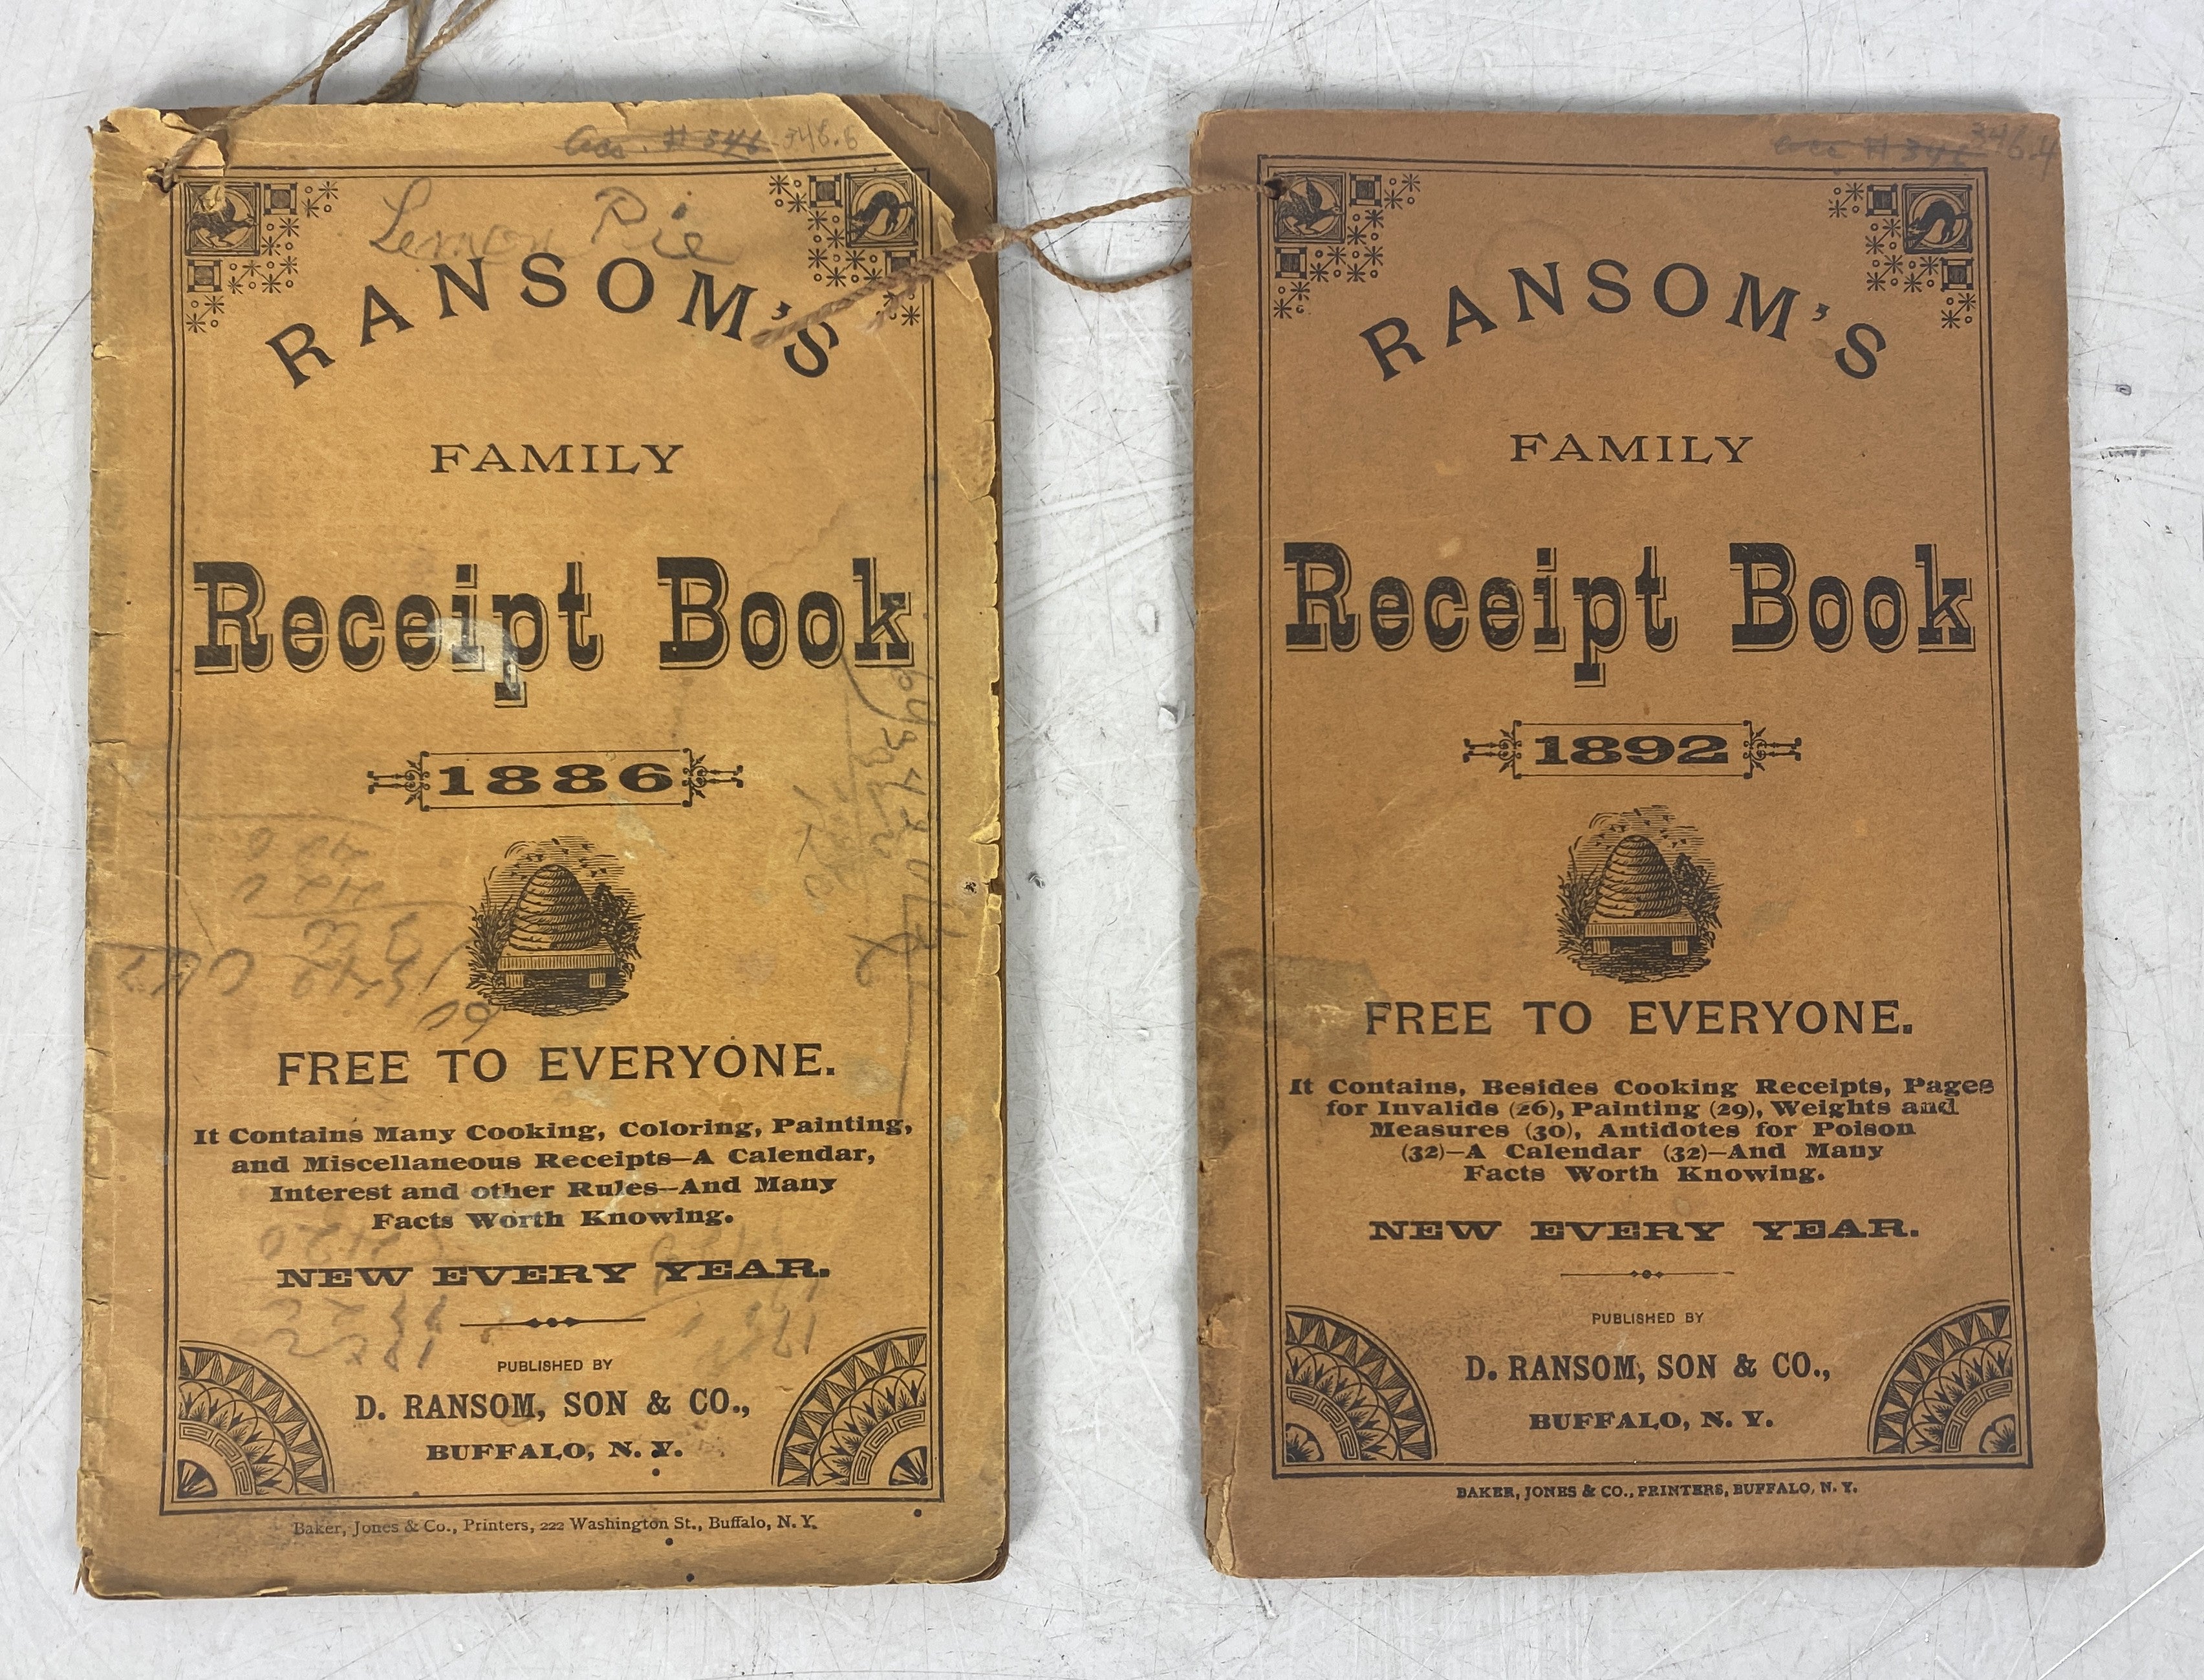 346.6
Lemon Pie
RANSOM'S
FAMILY
Receipt Book
1886
FREE TO EVERYONE.
It Contains Many Cooking, Coloring, Painting,
and Miscellaneous Receipts—A Calendar,
Interest and other Rules—And Many
Facts Worth Knowing.
NEW EVERY YEAR.
PUBLISHED BY
D. RANSOM, SON & CO.,
BUFFALO, N. Y.
Baker, Jones & Co., Printers, 222 Washington St., Buffalo, N. Y.
346.4
RANSOM'S
FAMILY
Receipt Book
1892
FREE TO EVERYONE.
It Contains, Besides Cooking Receipts, Pages
for Invalids (26), Painting (29), Weights and
Measures (30), Antidotes for Poison
(32)—A Calendar (32)—And Many
Facts Worth Knowing.
NEW EVERY YEAR.
PUBLISHED BY
D. RANSOM, SON & CO.,
BUFFALO, N. Y.
BAKER, JONES & CO., PRINTERS, BUFFALO, N. Y.